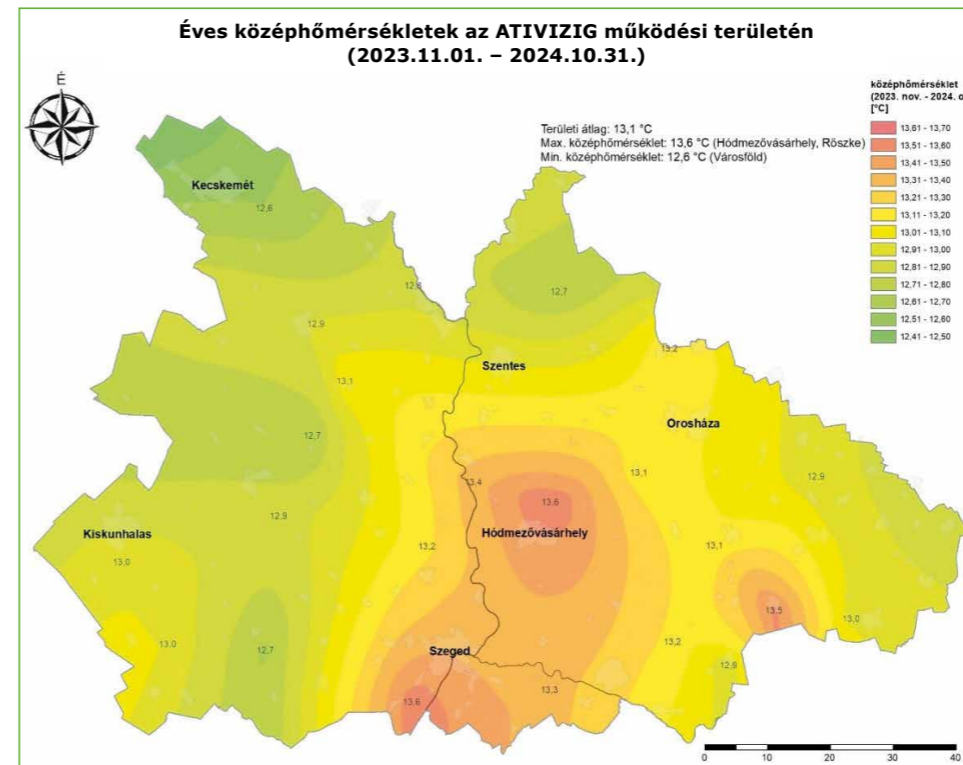 Éves középhőmérsékletek az ATIVIZIG működési területén
(2023.11.01. – 2024.10.31.)
É
középhőmérséklet
(2023. nov. - 2024. o
[°C]
13,61 - 13,70
13,51 - 13,60
13,41 - 13,50
13,31 - 13,40
13,21 - 13,30
13,11 - 13,20
13,01 - 13,10
12,91 - 13,00
12,81 - 12,90
12,71 - 12,80
12,61 - 12,70
12,51 - 12,60
12,41 - 12,50
Területi átlag: 13,1 °C
Max. középhőmérséklet: 13,6 °C (Hódmezővásárhely, Röszke)
Min. középhőmérséklet: 12,6 °C (Városföld)
Kecskemét
12,6
12,7
12,9
13,2
Szentes
13,1
Orosháza
12,7
13,1
12,9
13,4
13,6
12,9
Kiskunhalas
Hódmezővásárhely
13,2
13,1
13,0
13,5
13,0
13,0
13,2
12,7
Szeged
12,9
13,3
13,6
0 10 20 40